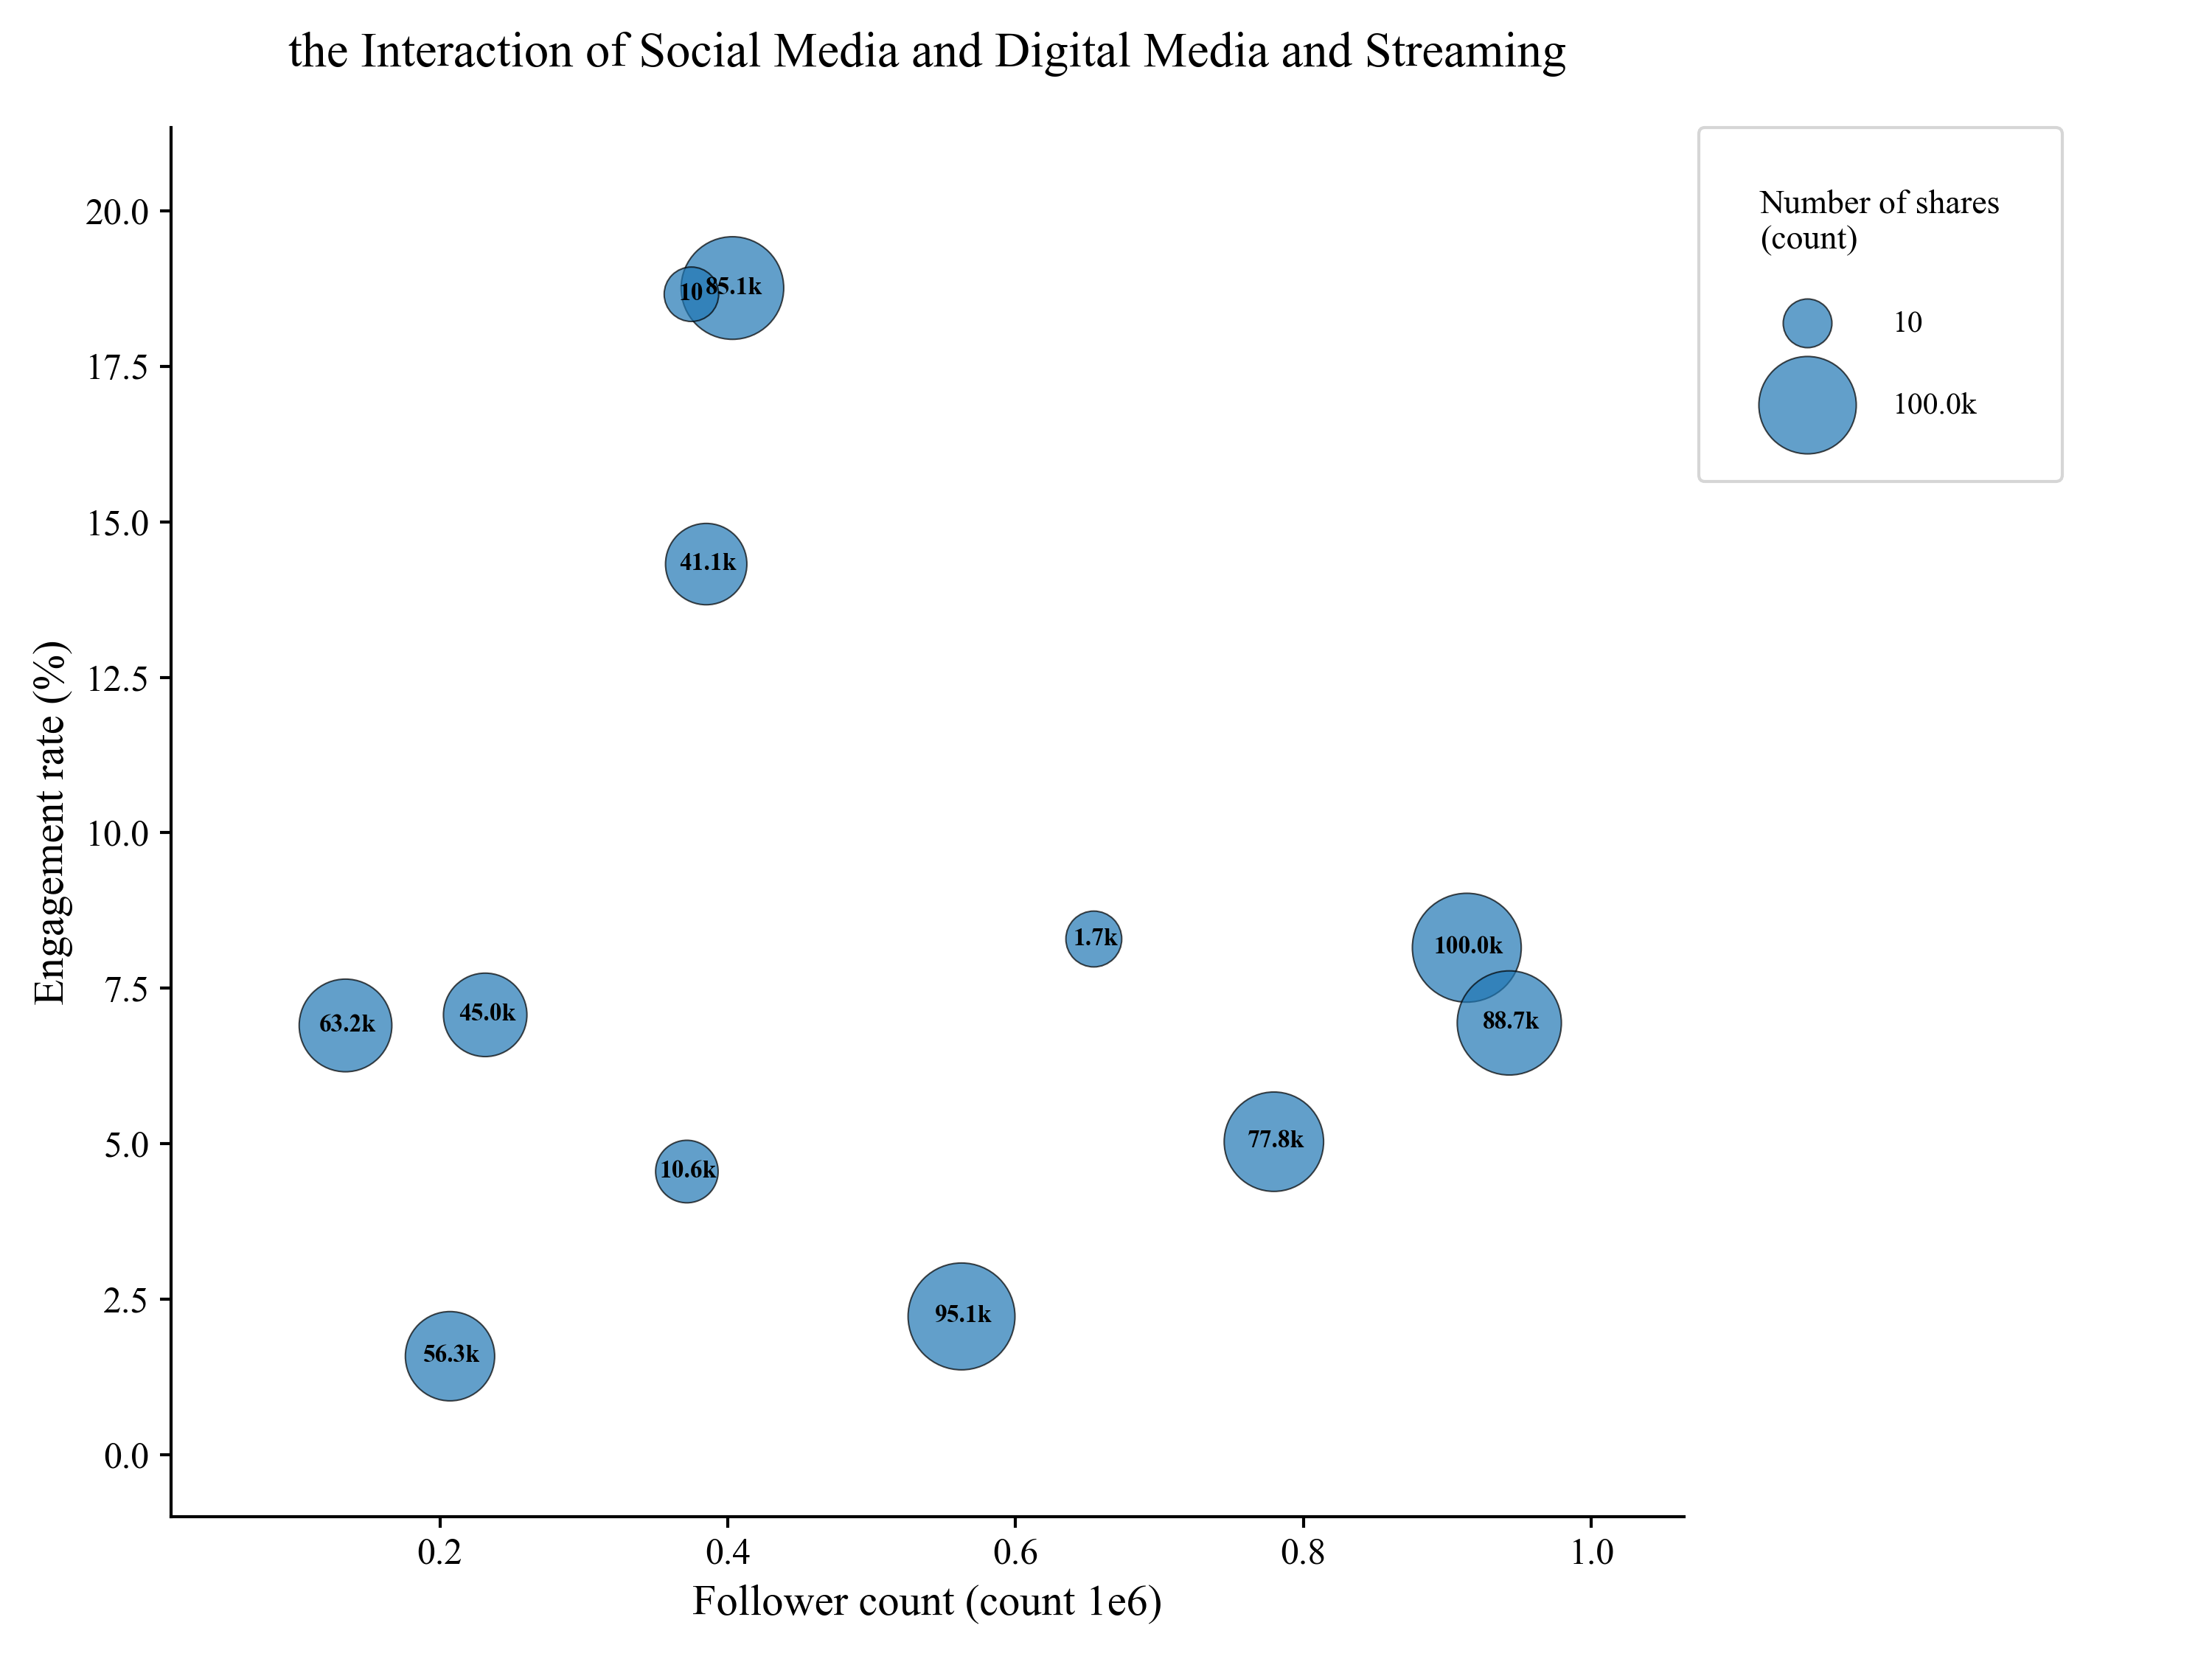 the Interaction of Social Media and Digital Media and Streaming
Number of shares
(count)
10
100.0k
Engagement rate (%)
20.0
17.5
15.0
12.5
10.0
7.5
5.0
2.5
0.0
10
85.1k
41.1k
1.7k
100.0k
63.2k
45.0k
88.7k
77.8k
10.6k
95.1k
56.3k
0.2
0.4
0.6
0.8
1.0
Follower count (count 1e6)